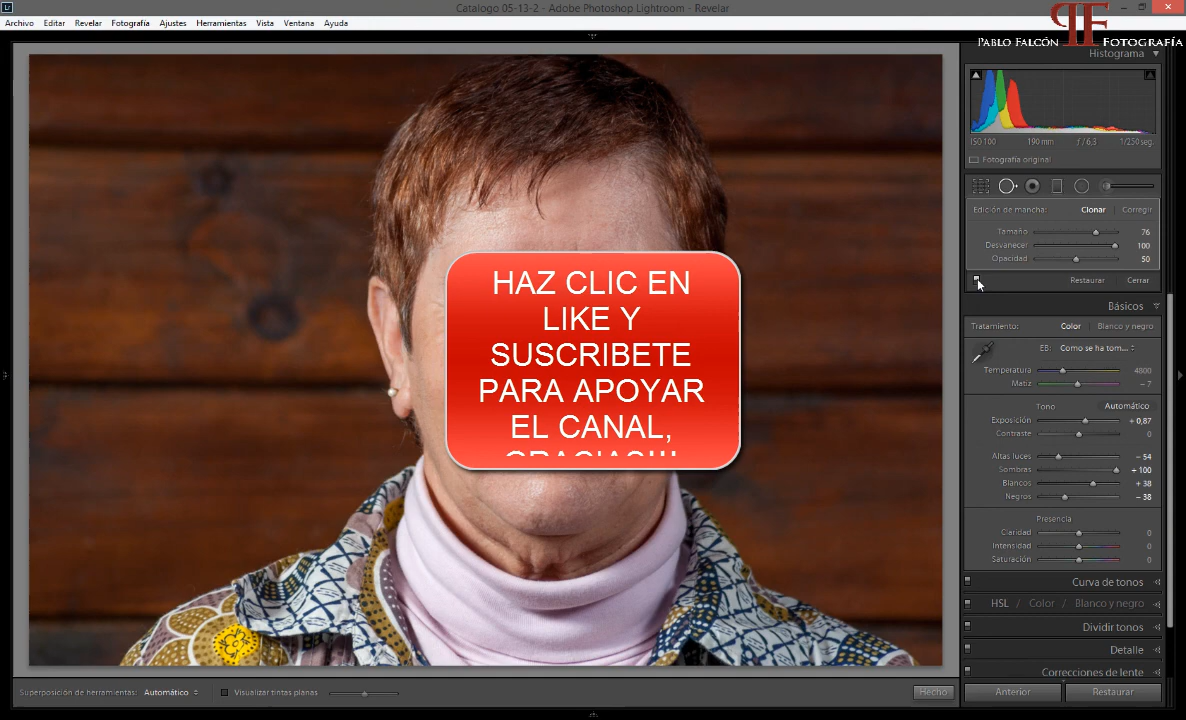 Catalogo 05-13-2 - Adobe Photoshop Lightroom - Revelar
Archivo Editar Revelar Fotografía Ajustes Herramientas Vista Ventana Ayuda
PABLO FALCÓN FOTOGRAFÍA
Histograma
ISO 100 190 mm f / 6,3 1/250 seg.
Fotografía original
Edición de mancha: Clonar Corregir
Tamaño 76
Desvanecer 100
Opacidad 50
Restaurar Cerrar
Básicos
Tratamiento: Color Blanco y negro
EB: Como se ha tom...
Temperatura 4800
Matiz - 7
Tono Automático
Exposición + 0,87
Contraste 0
Altas luces - 54
Sombras + 100
Blancos + 38
Negros - 38
Presencia
Claridad 0
Intensidad 0
Saturación 0
Curva de tonos
HSL / Color / Blanco y negro
Dividir tonos
Detalle
Correcciones de lente
Anterior Restaurar
HAZ CLIC EN
LIKE Y
SUSCRIBETE
PARA APOYAR
EL CANAL,
GRACIAS!!!
Superposición de herramientas: Automático Visualizar tintas planas Hecho